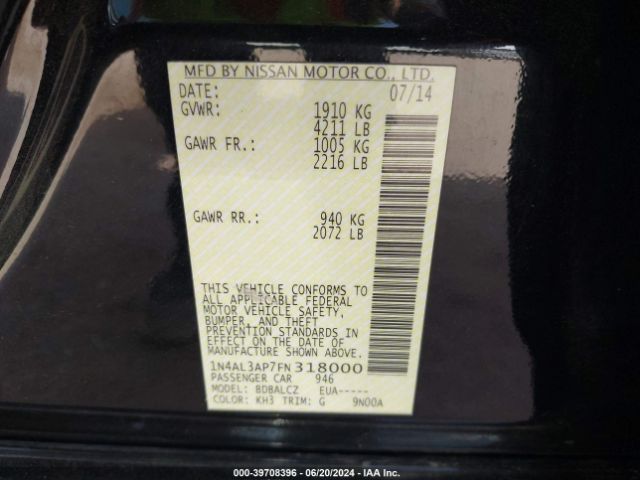 MFD BY NISSAN MOTOR CO., LTD.
DATE: 07/14
GVWR: 1910 KG
4211 LB
GAWR FR.: 1005 KG
2216 LB
GAWR RR.: 940 KG
2072 LB
THIS VEHICLE CONFORMS TO
ALL APPLICABLE FEDERAL
MOTOR VEHICLE SAFETY,
BUMPER, AND THEFT
PREVENTION STANDARDS IN
EFFECT ON THE DATE OF
MANUFACTURE SHOWN ABOVE.
1N4AL3AP7FN318000
PASSENGER CAR 946
MODEL: BDBALCZ EUA-----
COLOR: KH3 TRIM: G 9N00A
000-39708396 - 06/20/2024 - IAA Inc.